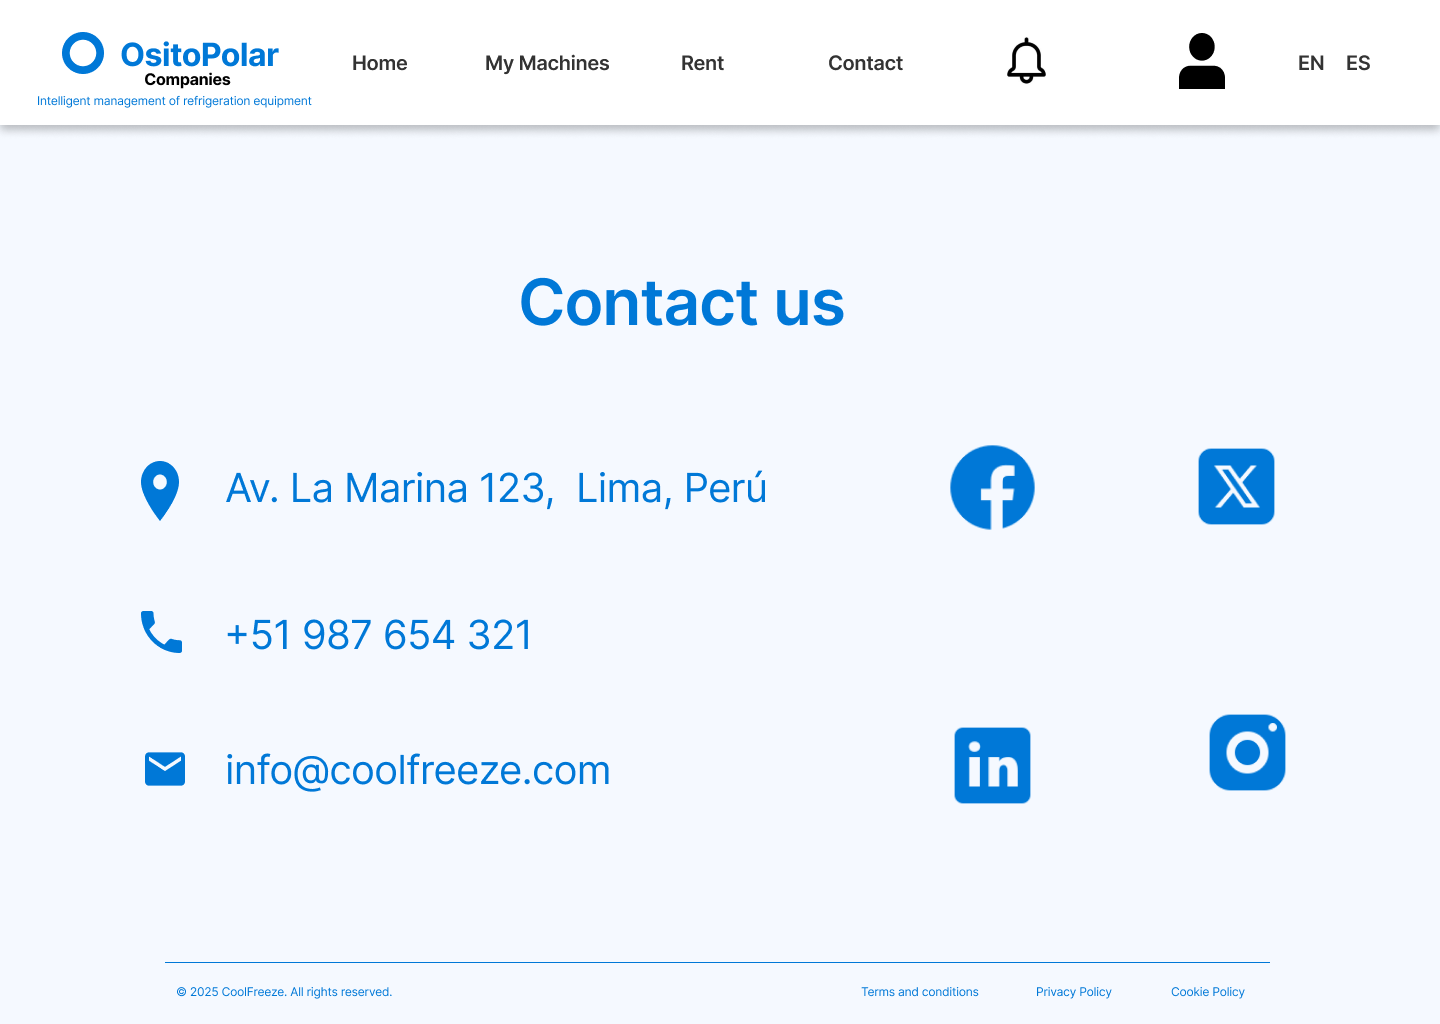 OsitoPolar
Companies
Intelligent management of refrigeration equipment
Home
My Machines
Rent
Contact
EN
ES
Contact us
Av. La Marina 123, Lima, Perú
+51 987 654 321
info@coolfreeze.com
© 2025 CoolFreeze. All rights reserved.
Terms and conditions
Privacy Policy
Cookie Policy